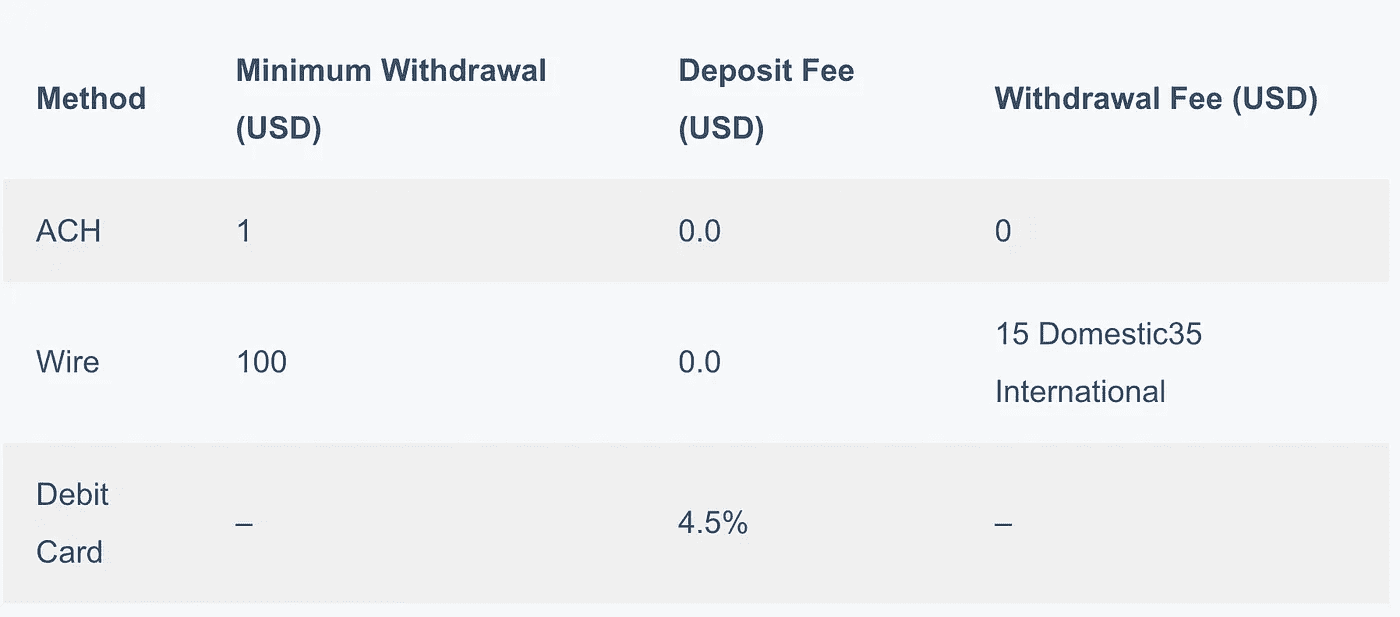 Method Minimum Withdrawal (USD) Deposit Fee (USD) Withdrawal Fee (USD)
ACH 1 0.0 0
Wire 100 0.0 15 Domestic35 International
Debit Card – 4.5% –